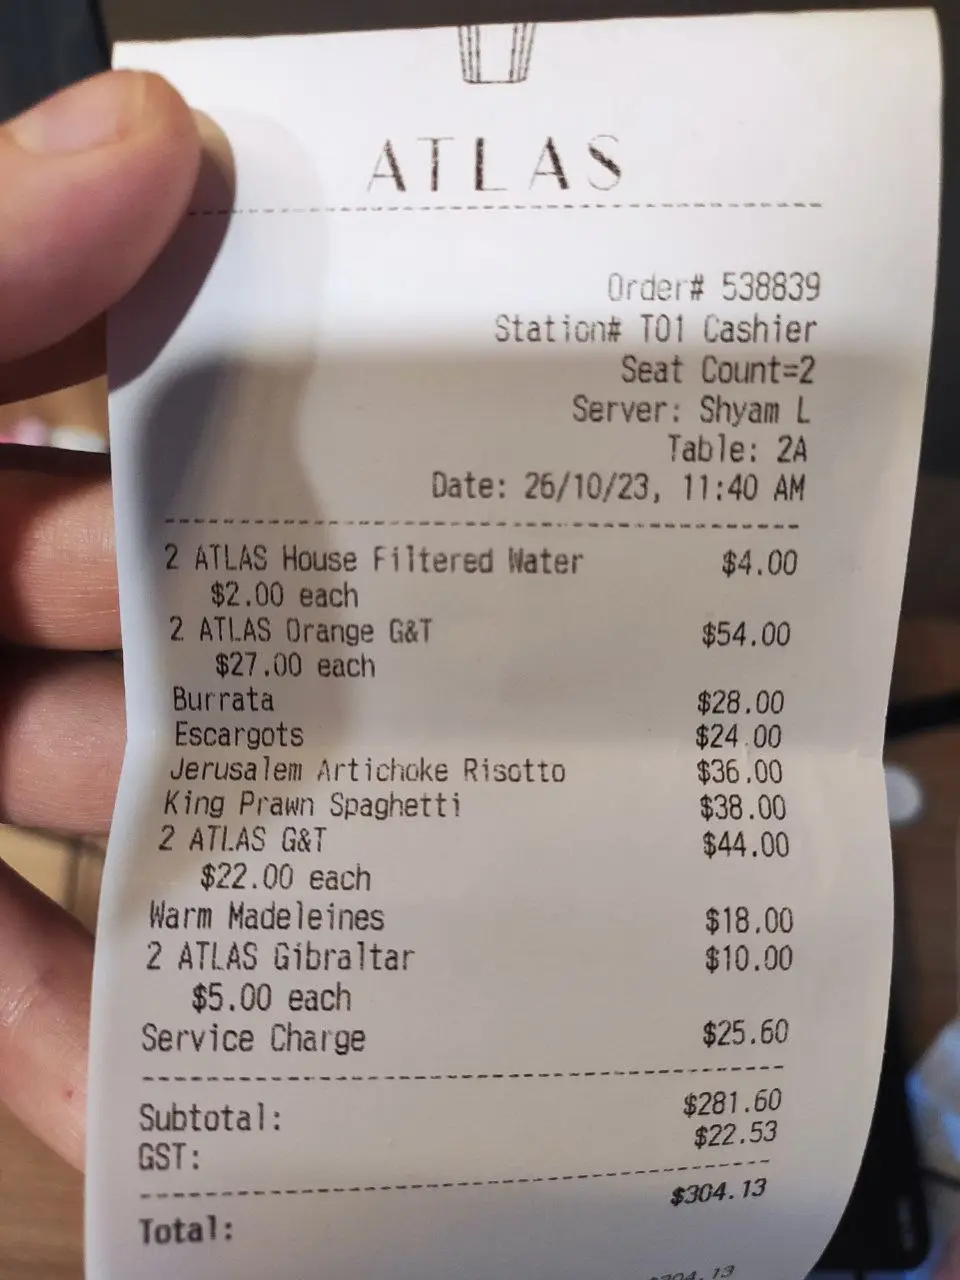 ATLAS
Order# 538839
Station# T01 Cashier
Seat Count=2
Server: Shyam L
Table: 2A
Date: 26/10/23, 11:40 AM
2 ATLAS House Filtered Water $4.00
$2.00 each
2 ATLAS Orange G&T $54.00
$27.00 each
Burrata $28.00
Escargots $24.00
Jerusalem Artichoke Risotto $36.00
King Prawn Spaghetti $38.00
2 ATLAS G&T $44.00
$22.00 each
Warm Madeleines $18.00
2 ATLAS Gibraltar $10.00
$5.00 each
Service Charge $25.60
Subtotal: $281.60
GST: $22.53
Total: $304.13
$304.13